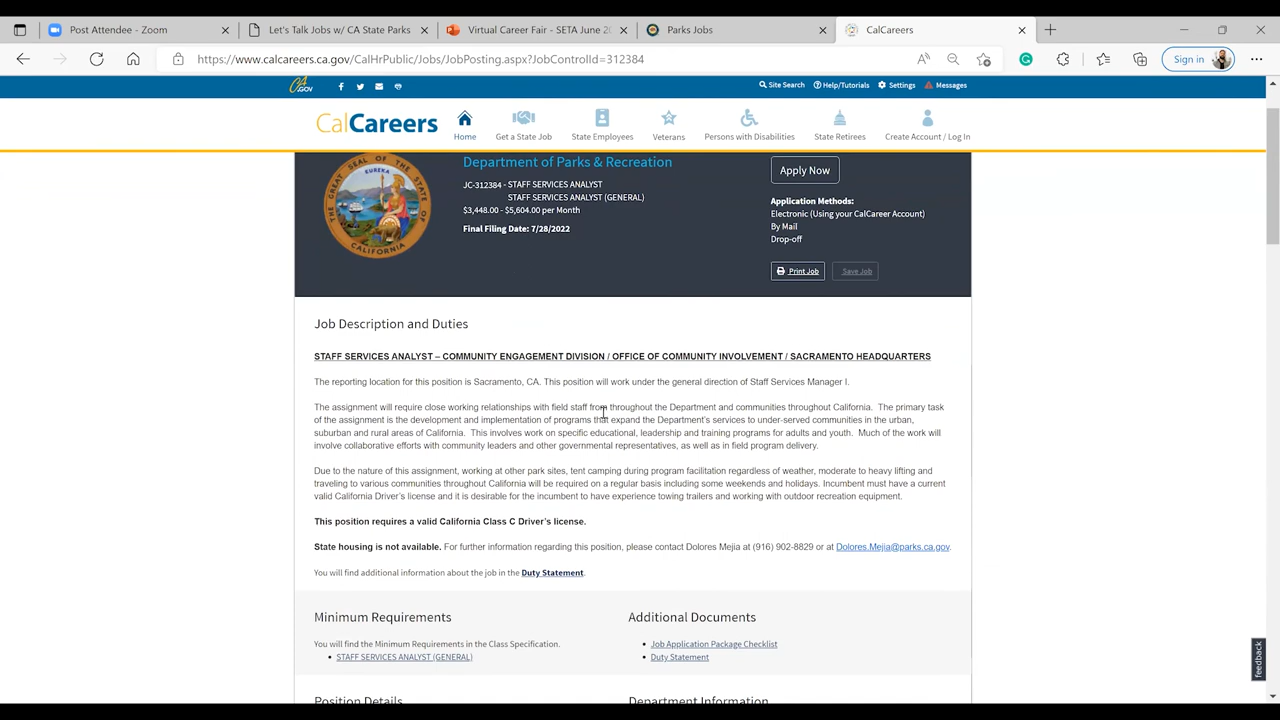 Post Attendee - Zoom
Let's Talk Jobs w/ CA State Parks
Virtual Career Fair - SETA June 20
Parks Jobs
CalCareers
https://www.calcareers.ca.gov/CalHrPublic/Jobs/JobPosting.aspx?JobControlId=312384
Sign in
CA.GOV
Site Search
Help/Tutorials
Settings
Messages
CalCareers
Home
Get a State Job
State Employees
Veterans
Persons with Disabilities
State Retirees
Create Account / Log In
SEAL OF THE STATE OF CALIFORNIA
EUREKA
Department of Parks & Recreation
JC-312384 - STAFF SERVICES ANALYST
STAFF SERVICES ANALYST (GENERAL)
$3,448.00 - $5,604.00 per Month
Final Filing Date: 7/28/2022
Apply Now
Application Methods:
Electronic (Using your CalCareer Account)
By Mail
Drop-off
Print Job
Save Job
Job Description and Duties
STAFF SERVICES ANALYST – COMMUNITY ENGAGEMENT DIVISION / OFFICE OF COMMUNITY INVOLVEMENT / SACRAMENTO HEADQUARTERS
The reporting location for this position is Sacramento, CA. This position will work under the general direction of Staff Services Manager I.
The assignment will require close working relationships with field staff from throughout the Department and communities throughout California. The primary task
of the assignment is the development and implementation of programs that expand the Department's services to under-served communities in the urban,
suburban and rural areas of California. This involves work on specific educational, leadership and training programs for adults and youth. Much of the work will
involve collaborative efforts with community leaders and other governmental representatives, as well as in field program delivery.
Due to the nature of this assignment, working at other park sites, tent camping during program facilitation regardless of weather, moderate to heavy lifting and
traveling to various communities throughout California will be required on a regular basis including some weekends and holidays. Incumbent must have a current
valid California Driver's license and it is desirable for the incumbent to have experience towing trailers and working with outdoor recreation equipment.
This position requires a valid California Class C Driver's license.
State housing is not available. For further information regarding this position, please contact Dolores Mejia at (916) 902-8829 or at Dolores.Mejia@parks.ca.gov.
You will find additional information about the job in the Duty Statement.
Minimum Requirements
You will find the Minimum Requirements in the Class Specification.
• STAFF SERVICES ANALYST (GENERAL)
Additional Documents
• Job Application Package Checklist
• Duty Statement
Position Details
Department Information
feedback